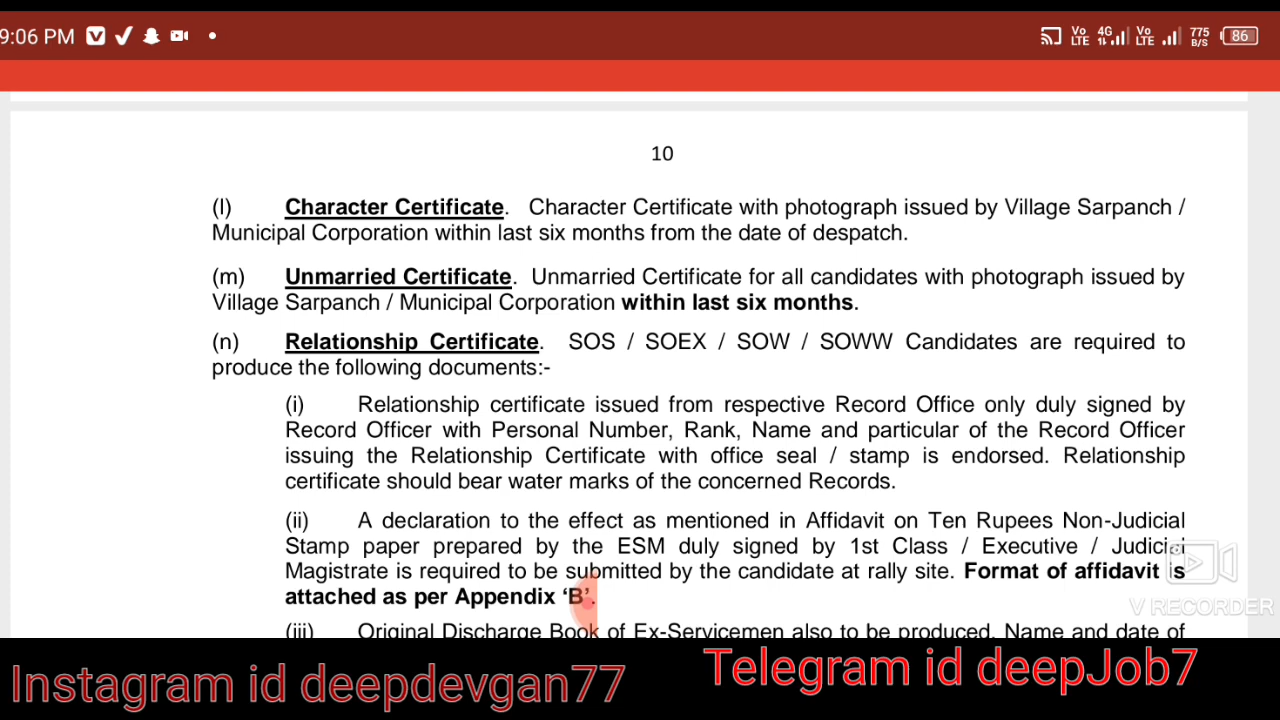 9:06 PM
Vo LTE 4G Vo LTE 775 B/S 86
10
(l) Character Certificate. Character Certificate with photograph issued by Village Sarpanch /
Municipal Corporation within last six months from the date of despatch.
(m) Unmarried Certificate. Unmarried Certificate for all candidates with photograph issued by
Village Sarpanch / Municipal Corporation within last six months.
(n) Relationship Certificate. SOS / SOEX / SOW / SOWW Candidates are required to
produce the following documents:-
(i) Relationship certificate issued from respective Record Office only duly signed by
Record Officer with Personal Number, Rank, Name and particular of the Record Officer
issuing the Relationship Certificate with office seal / stamp is endorsed. Relationship
certificate should bear water marks of the concerned Records.
(ii) A declaration to the effect as mentioned in Affidavit on Ten Rupees Non-Judicial
Stamp paper prepared by the ESM duly signed by 1st Class / Executive / Judicial
Magistrate is required to be submitted by the candidate at rally site. Format of affidavit is
attached as per Appendix ‘B’.
V RECORDER
(iii) Original Discharge Book of Ex-Servicemen also to be produced. Name and date of
Instagram id deepdevgan77
Telegram id deepJob7